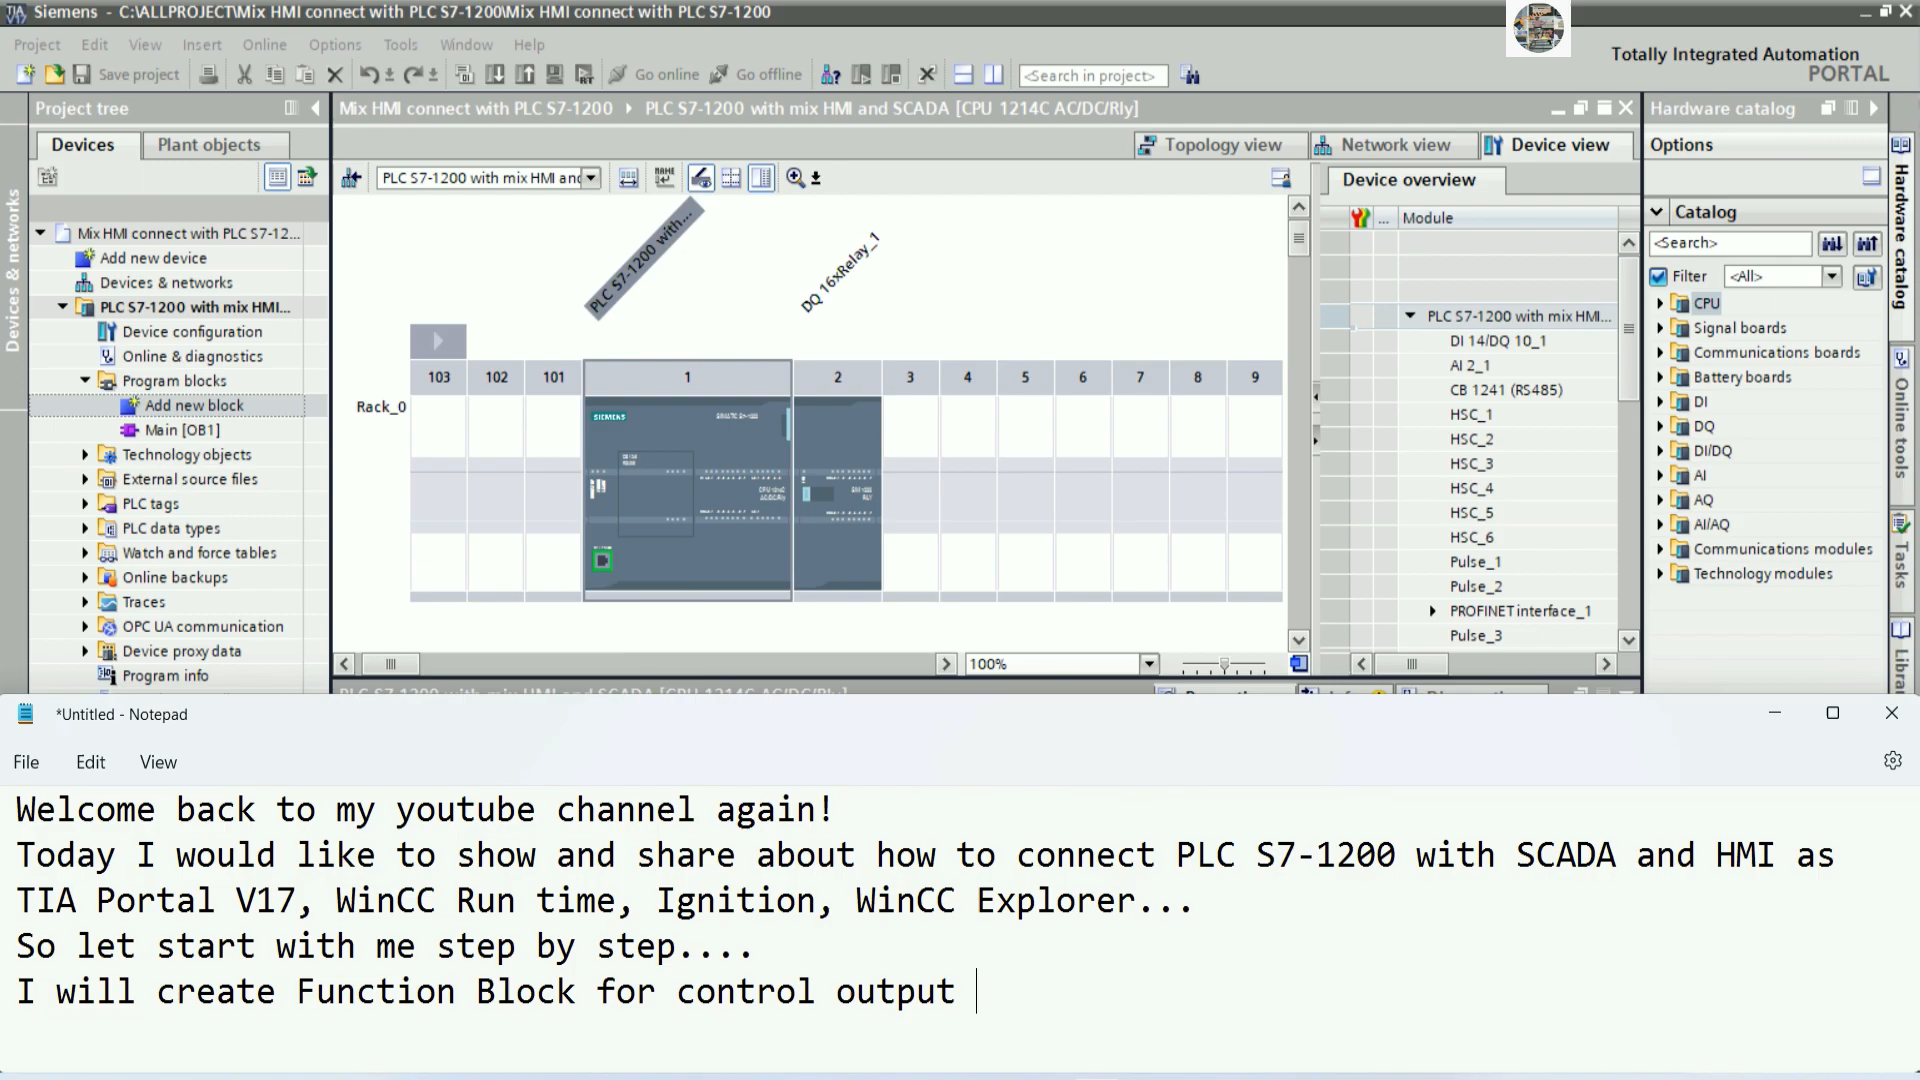 Siemens - C:\ALLPROJECT\Mix HMI connect with PLC S7-1200\Mix HMI connect with PLC S7-1200
Project Edit View Insert Online Options Tools Window Help
Totally Integrated Automation
PORTAL
Save project
Go online
Go offline
<Search in project>
Project tree
Devices
Plant objects
Devices & networks
Mix HMI connect with PLC S7-12...
Add new device
Devices & networks
PLC S7-1200 with mix HMI...
Device configuration
Online & diagnostics
Program blocks
Add new block
Main [OB1]
Technology objects
External source files
PLC tags
PLC data types
Watch and force tables
Online backups
Traces
OPC UA communication
Device proxy data
Program info
Mix HMI connect with PLC S7-1200 PLC S7-1200 with mix HMI and SCADA [CPU 1214C AC/DC/Rly]
Topology view
Network view
Device view
PLC S7-1200 with mix HMI and
PLC S7-1200 with...
DQ 16xRelay_1
103 102 101 1 2 3 4 5 6 7 8 9
Rack_0
SIEMENS
100%
Device overview
... Module
PLC S7-1200 with mix HMI...
DI 14/DQ 10_1
AI 2_1
CB 1241 (RS485)
HSC_1
HSC_2
HSC_3
HSC_4
HSC_5
HSC_6
Pulse_1
Pulse_2
PROFINET interface_1
Pulse_3
Hardware catalog
Options
Catalog
<Search>
Filter <All>
CPU
Signal boards
Communications boards
Battery boards
DI
DQ
DI/DQ
AI
AQ
AI/AQ
Communications modules
Technology modules
Hardware catalog
Online tools
Tasks
*Untitled - Notepad
File Edit View
Welcome back to my youtube channel again!
Today I would like to show and share about how to connect PLC S7-1200 with SCADA and HMI as
TIA Portal V17, WinCC Run time, Ignition, WinCC Explorer...
So let start with me step by step....
I will create Function Block for control output